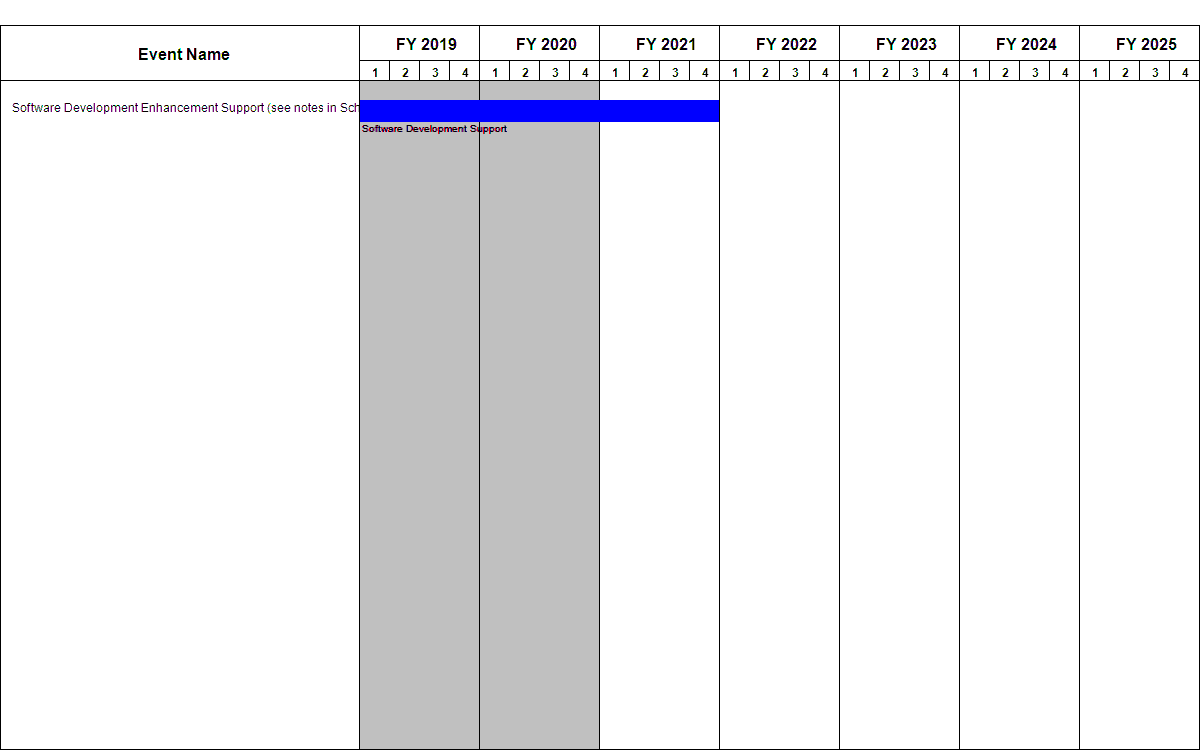 Event Name FY 2019 FY 2020 FY 2021 FY 2022 FY 2023 FY 2024 FY 2025
1 2 3 4 1 2 3 4 1 2 3 4 1 2 3 4 1 2 3 4 1 2 3 4 1 2 3 4
Software Development Enhancement Support (see notes in Sch
Software Development Support